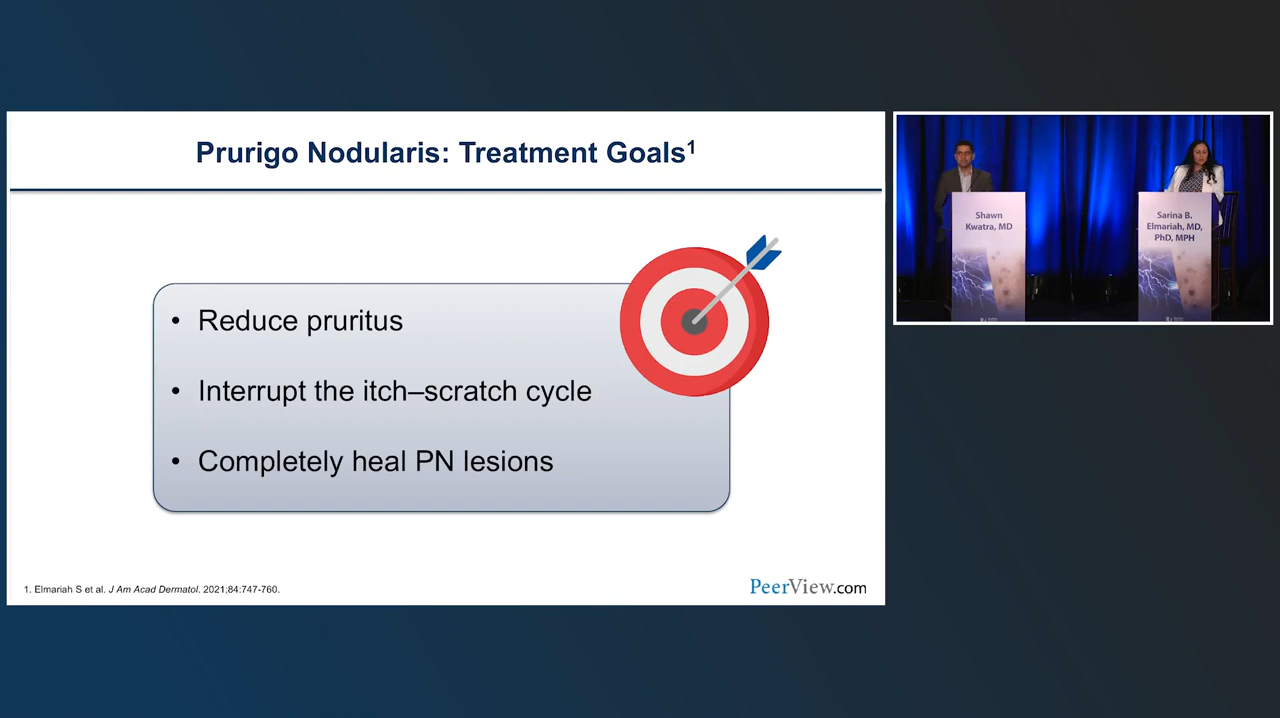 Prurigo Nodularis: Treatment Goals¹
• Reduce pruritus
• Interrupt the itch–scratch cycle
• Completely heal PN lesions
1. Elmariah S et al. J Am Acad Dermatol. 2021;84:747-760.
PeerView.com
Shawn
Kwatra, MD
Sarina B.
Elmariah, MD,
PhD, MPH